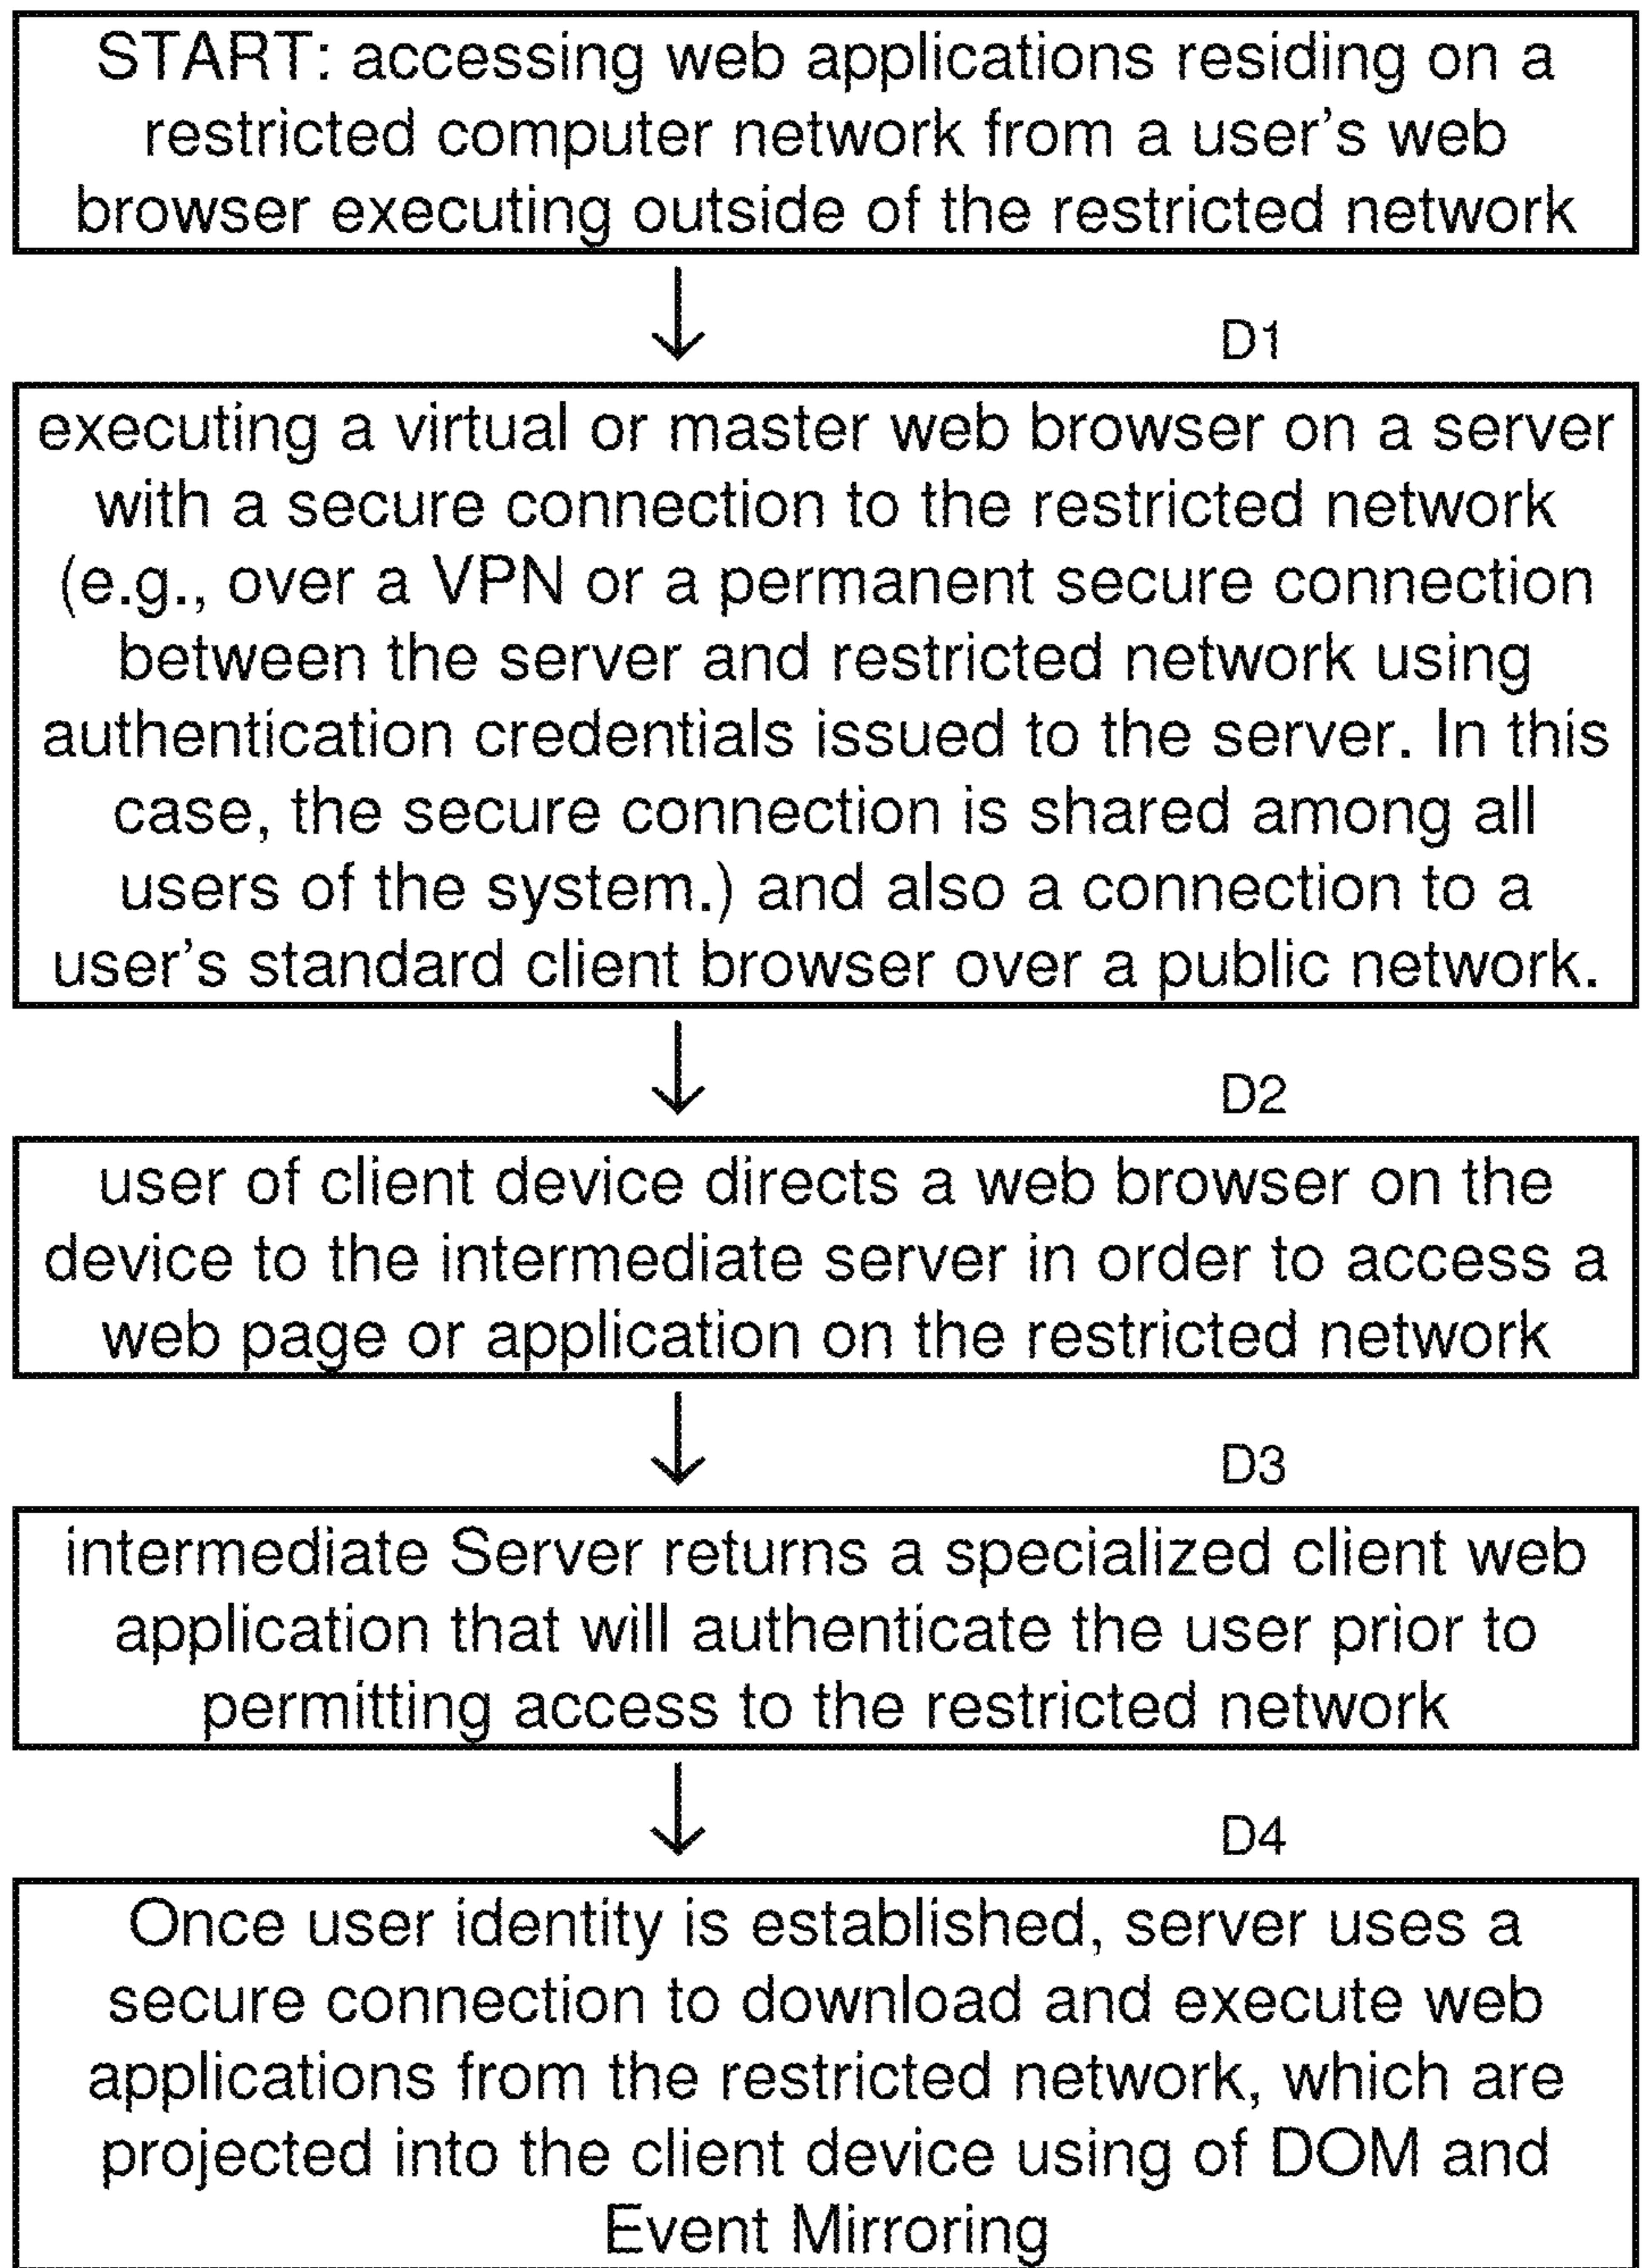 START: accessing web applications residing on a
restricted computer network from a user's web
browser executing outside of the restricted network
D1
executing a virtual or master web browser on a server
with a secure connection to the restricted network
(e.g., over a VPN or a permanent secure connection
between the server and restricted network using
authentication credentials issued to the server. In this
case, the secure connection is shared among all
users of the system.) and also a connection to a
user's standard client browser over a public network.
D2
user of client device directs a web browser on the
device to the intermediate server in order to access a
web page or application on the restricted network
D3
intermediate Server returns a specialized client web
application that will authenticate the user prior to
permitting access to the restricted network
D4
Once user identity is established, server uses a
secure connection to download and execute web
applications from the restricted network, which are
projected into the client device using of DOM and
Event Mirroring